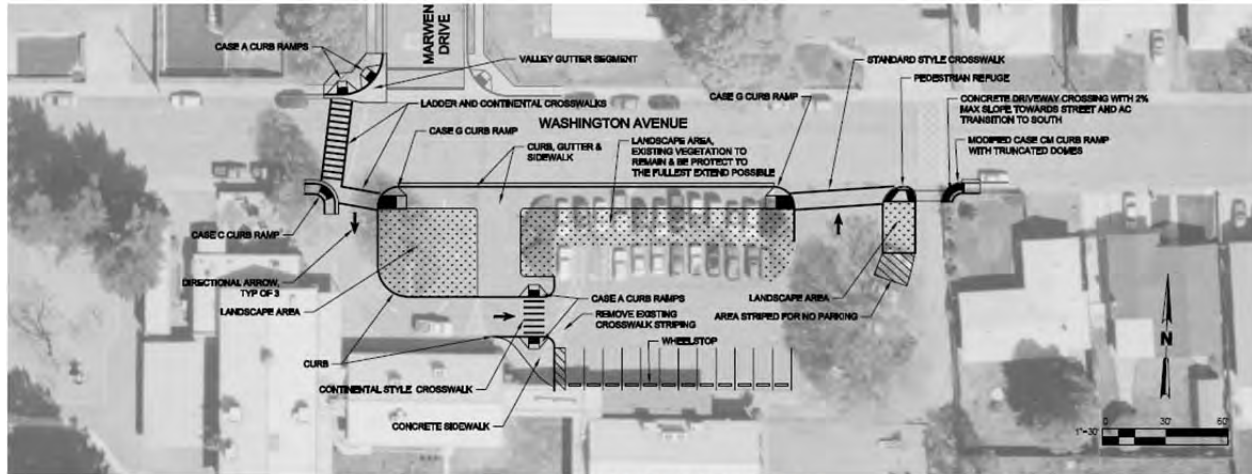 CASE A CURB RAMPS
MARWEN
DRIVE
VALLEY GUTTER SEGMENT
STANDARD STYLE CROSSWALK
PEDESTRIAN REFUGE
LADDER AND CONTINENTAL CROSSWALKS
CASE G CURB RAMP
CONCRETE DRIVEWAY CROSSING WITH 2%
MAX SLOPE TOWARDS STREET AND AC
TRANSITION TO SOUTH
WASHINGTON AVENUE
CASE G CURB RAMP
CURB, GUTTER &
SIDEWALK
LANDSCAPE AREA,
EXISTING VEGETATION TO
REMAIN & BE PROTECT TO
THE FULLEST EXTEND POSSIBLE
MODIFIED CASE CM CURB RAMP
WITH TRUNCATED DOMES
CASE C CURB RAMP
DIRECTIONAL ARROW,
TYP OF 3
LANDSCAPE AREA
CASE A CURB RAMPS
LANDSCAPE AREA
REMOVE EXISTING
CROSSWALK STRIPING
AREA STRIPED FOR NO PARKING
WHEELSTOP
CURB
CONTINENTAL STYLE CROSSWALK
CONCRETE SIDEWALK
N
0 30' 60'
1"=30'